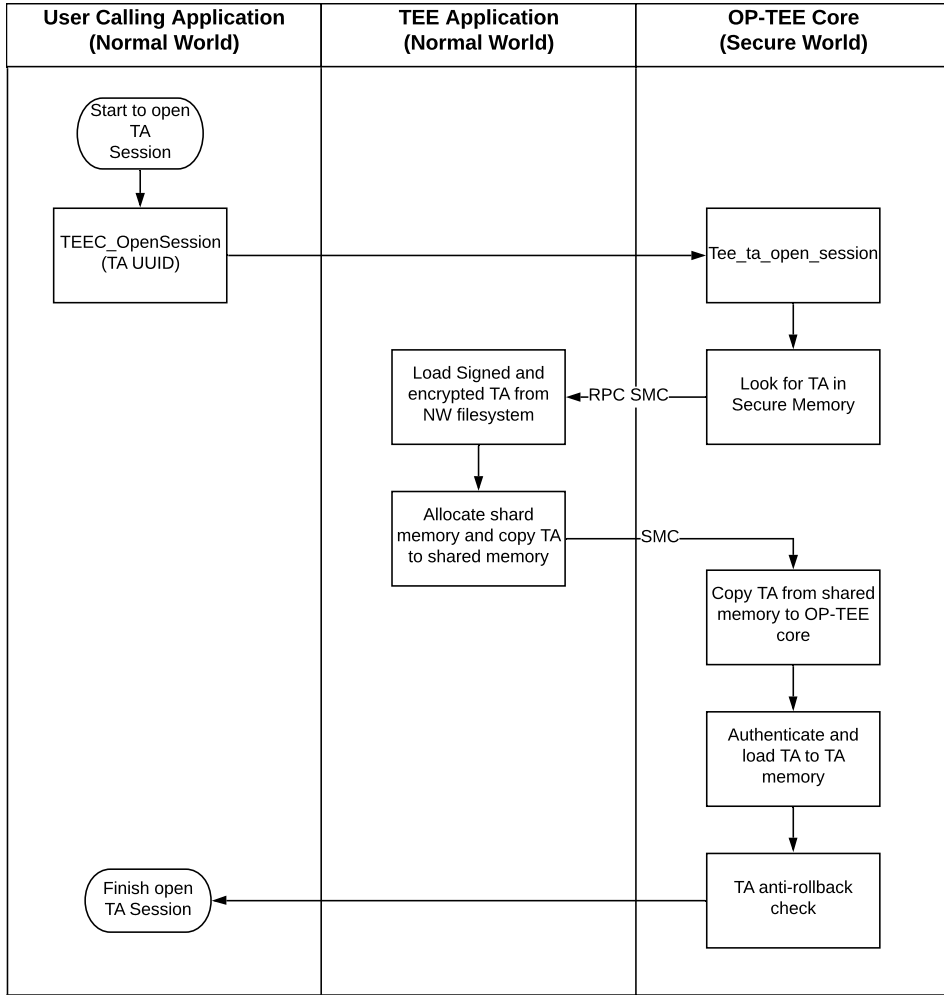 User Calling Application
(Normal World)
TEE Application
(Normal World)
OP-TEE Core
(Secure World)
Start to open
TA
Session
TEEC_OpenSession
(TA UUID)
Tee_ta_open_session
Load Signed and
encrypted TA from
NW filesystem
RPC SMC
Look for TA in
Secure Memory
Allocate shard
memory and copy TA
to shared memory
SMC
Copy TA from shared
memory to OP-TEE
core
Authenticate and
load TA to TA
memory
Finish open
TA Session
TA anti-rollback
check